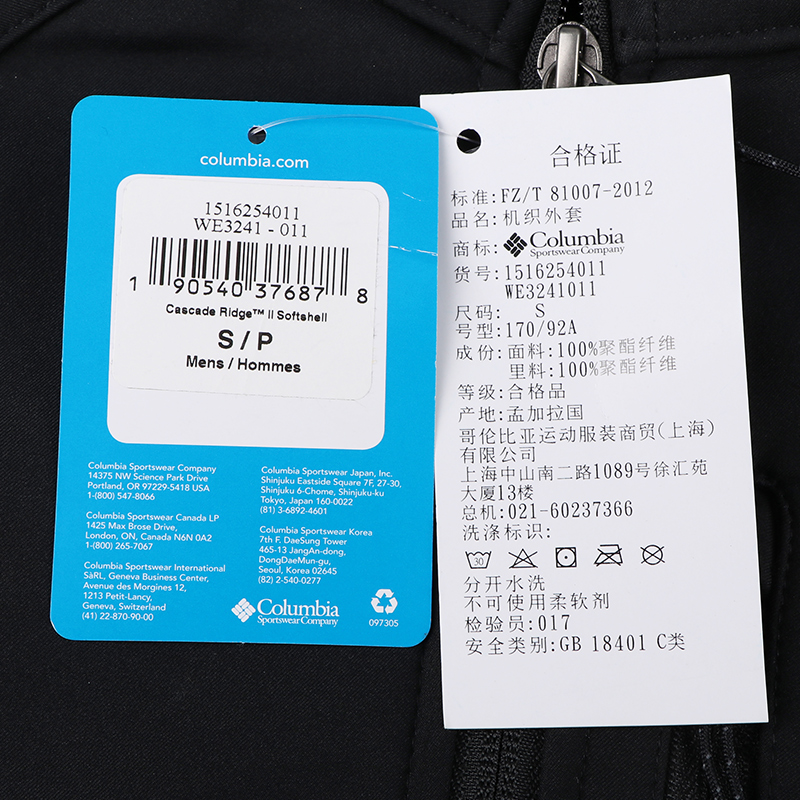 columbia.com
1516254011
WE3241 - 011
1 90540 37687 8
Cascade Ridge™ II Softshell
S / P
Mens / Hommes
Columbia Sportswear Company
14375 NW Science Park Drive
Portland, OR 97229-5418 USA
1-(800) 547-8066
Columbia Sportswear Canada LP
1425 Max Brose Drive,
London, ON, Canada N6N 0A2
1-(800) 265-7067
Columbia Sportswear International
SàRL, Geneva Business Center,
Avenue des Morgines 12,
1213 Petit-Lancy,
Geneva, Switzerland
(41) 22-870-90-00
Columbia Sportswear Japan, Inc.
Shinjuku Eastside Square 7F, 27-30,
Shinjuku 6-Chome, Shinjuku-ku
Tokyo, Japan 160-0022
(81) 3-6892-4601
Columbia Sportswear Korea
7th F. DaeSung Tower
465-13 JangAn-dong,
DongDaeMun-gu,
Seoul, Korea 02645
(82) 2-540-0277
Columbia
Sportswear Company
097305
合格证
标准:FZ/T 81007-2012
品名:机织外套
商标: Columbia
Sportswear Company
货号:1516254011
WE3241011
尺码: S
号型:170/92A
成份:面料:100%聚酯纤维
里料:100%聚酯纤维
等级:合格品
产地:孟加拉国
哥伦比亚运动服装商贸(上海)
有限公司
上海中山南二路1089号徐汇苑
大厦13楼
总机:021-60237366
洗涤标识:
30
分开水洗
不可使用柔软剂
检验员:017
安全类别:GB 18401 C类